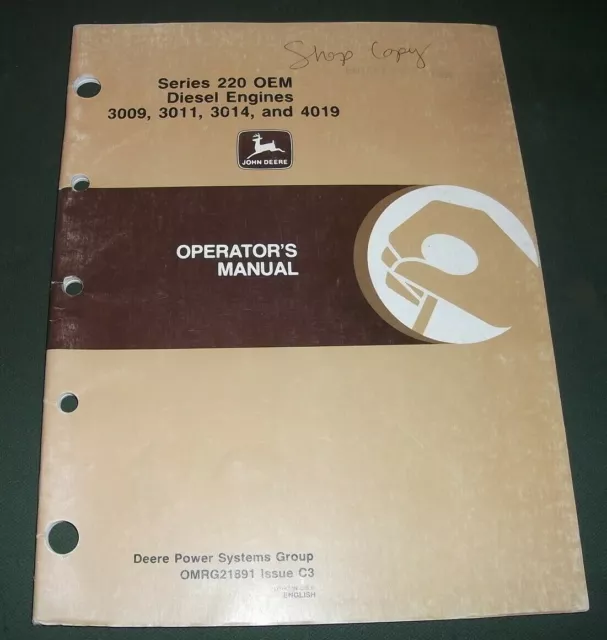 Shop Copy
Series 220 OEM
Diesel Engines
3009, 3011, 3014, and 4019
JOHN DEERE
OPERATOR'S
MANUAL
Deere Power Systems Group
OMRG21891 Issue C3
ENGLISH